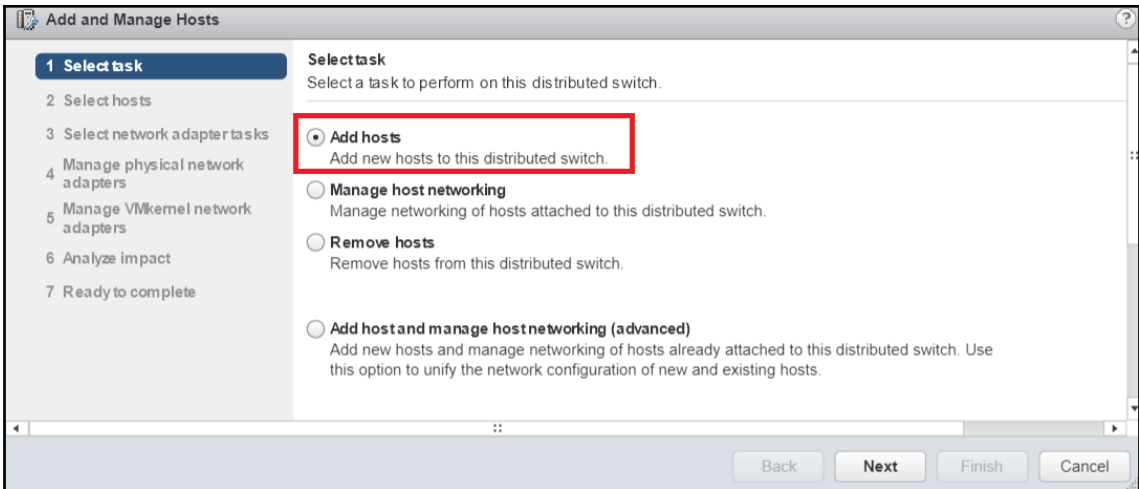 Add and Manage Hosts
?
1 Select task
2 Select hosts
3 Select network adapter tasks
4 Manage physical network
adapters
5 Manage VMkernel network
adapters
6 Analyze impact
7 Ready to complete
Select task
Select a task to perform on this distributed switch.
Add hosts
Add new hosts to this distributed switch.
Manage host networking
Manage networking of hosts attached to this distributed switch.
Remove hosts
Remove hosts from this distributed switch.
Add host and manage host networking (advanced)
Add new hosts and manage networking of hosts already attached to this distributed switch. Use
this option to unify the network configuration of new and existing hosts.
Back
Next
Finish
Cancel